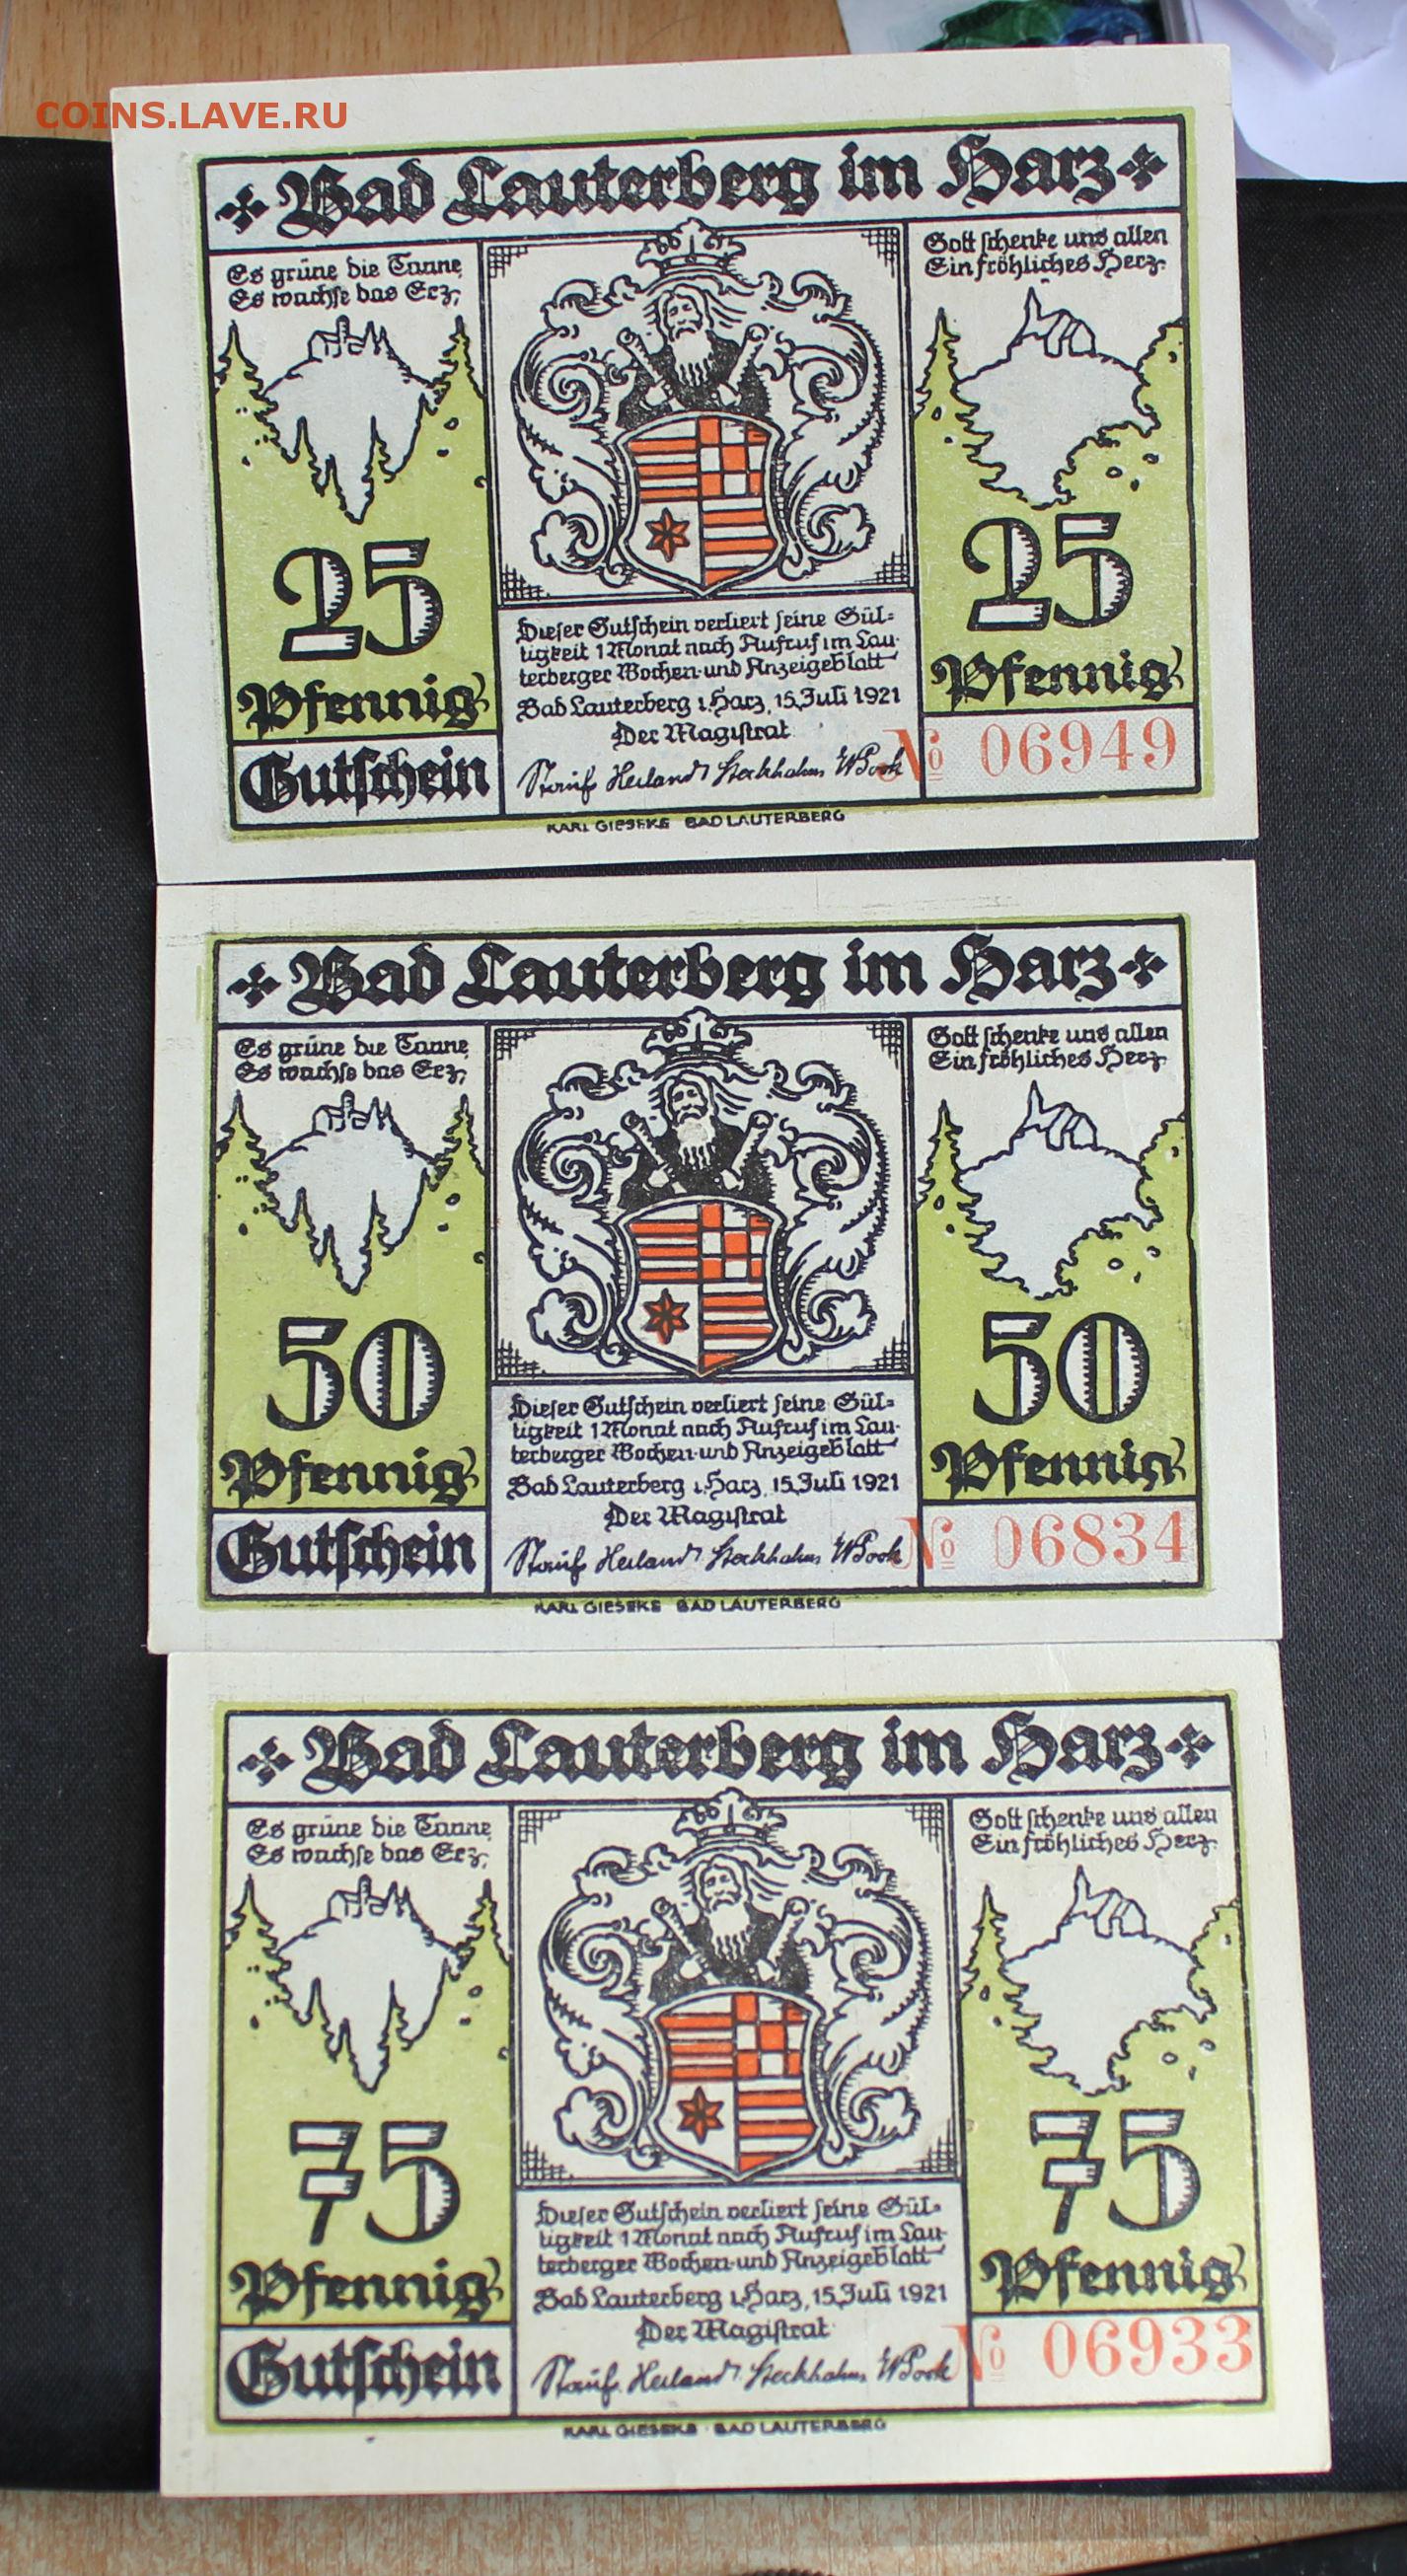 COINS.LAVE.RU
Bad Lauterberg im Harz
Es grüne die Tanne,
Es wachse das Erz,
Gott schenke uns allen
Ein fröhliches Herz.
25
Pfennig
Gutschein
Dieser Gutschein verliert seine Gül=
tigkeit 1 Monat nach Aufruf im Lau-
terberger Wochen- und Anzeigeblatt
Bad Lauterberg i. Harz, 15. Juli 1921
Der Magistrat
25
Pfennig
No 06949
KARL GIESEKE BAD LAUTERBERG
Bad Lauterberg im Harz
Es grüne die Tanne,
Es wachse das Erz,
Gott schenke uns allen
Ein fröhliches Herz.
50
Pfennig
Gutschein
Dieser Gutschein verliert seine Gül=
tigkeit 1 Monat nach Aufruf im Lau-
terberger Wochen- und Anzeigeblatt
Bad Lauterberg i. Harz, 15. Juli 1921
Der Magistrat
50
Pfennig
No 06834
KARL GIESEKE BAD LAUTERBERG
Bad Lauterberg im Harz
Es grüne die Tanne,
Es wachse das Erz,
Gott schenke uns allen
Ein fröhliches Herz.
75
Pfennig
Gutschein
Dieser Gutschein verliert seine Gül=
tigkeit 1 Monat nach Aufruf im Lau-
terberger Wochen- und Anzeigeblatt
Bad Lauterberg i. Harz, 15. Juli 1921
Der Magistrat
75
Pfennig
No 06933
KARL GIESEKE · BAD LAUTERBERG